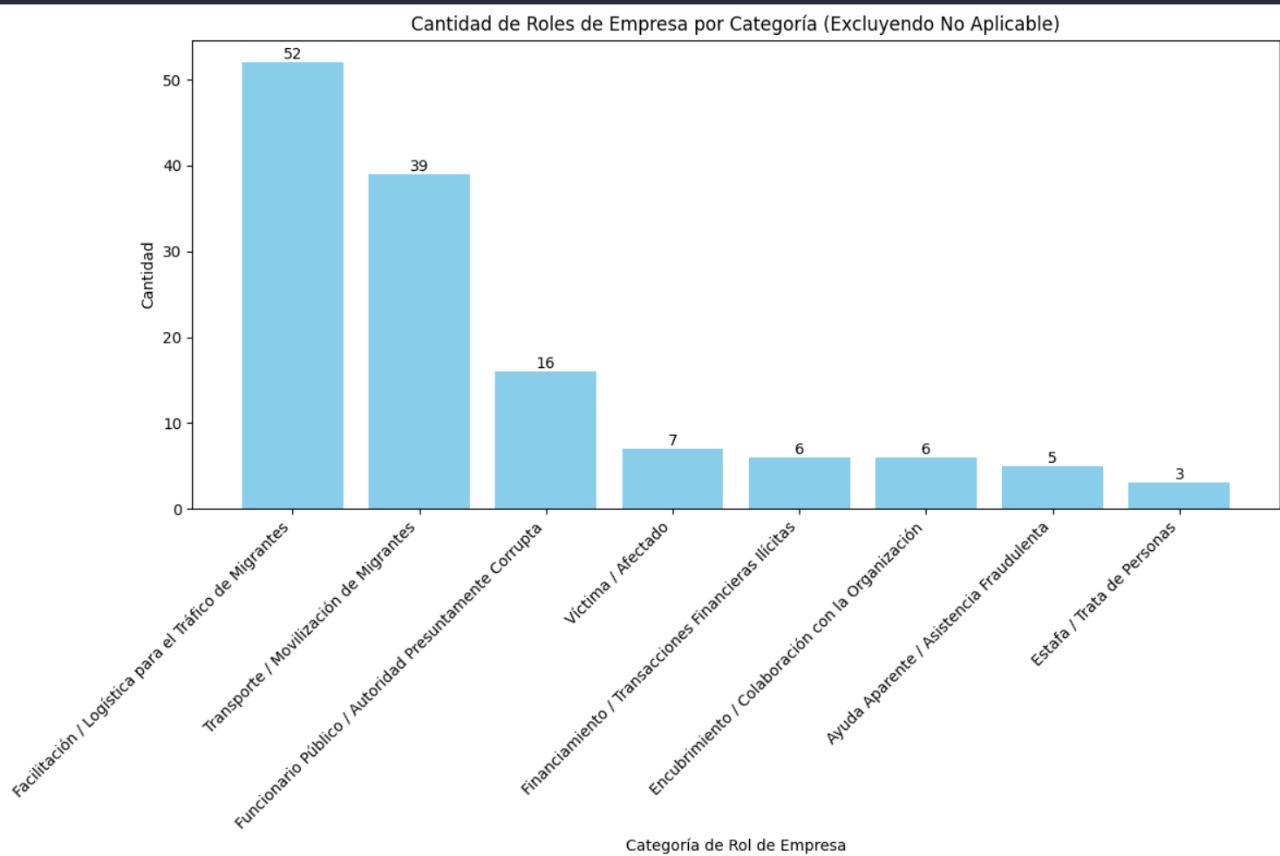 Cantidad de Roles de Empresa por Categoría (Excluyendo No Aplicable)
52
50
39
40
Cantidad
30
20
16
10
7
6
6
5
3
0
Facilitación / Logística para el Tráfico de Migrantes
Transporte / Movilización de Migrantes
Funcionario Público / Autoridad Presuntamente Corrupta
Víctima / Afectado
Financiamiento / Transacciones Financieras Ilícitas
Encubrimiento / Colaboración con la Organización
Ayuda Aparente / Asistencia Fraudulenta
Estafa / Trata de Personas
Categoría de Rol de Empresa